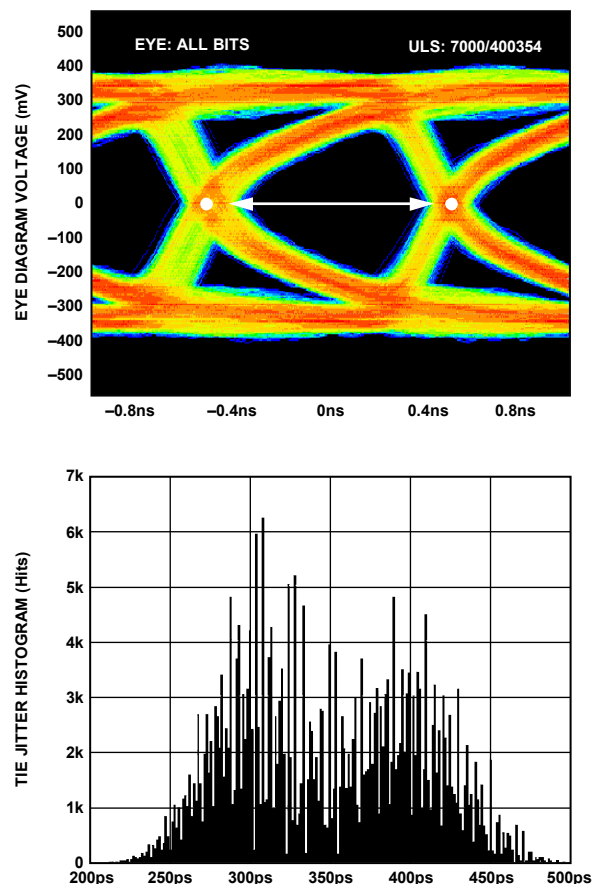 EYE: ALL BITS
ULS: 7000/400354
EYE DIAGRAM VOLTAGE (mV)
500
400
300
200
100
0
–100
–200
–300
–400
–500
–0.8ns –0.4ns 0ns 0.4ns 0.8ns
TIE JITTER HISTOGRAM (Hits)
7k
6k
5k
4k
3k
2k
1k
0
200ps 250ps 300ps 350ps 400ps 450ps 500ps